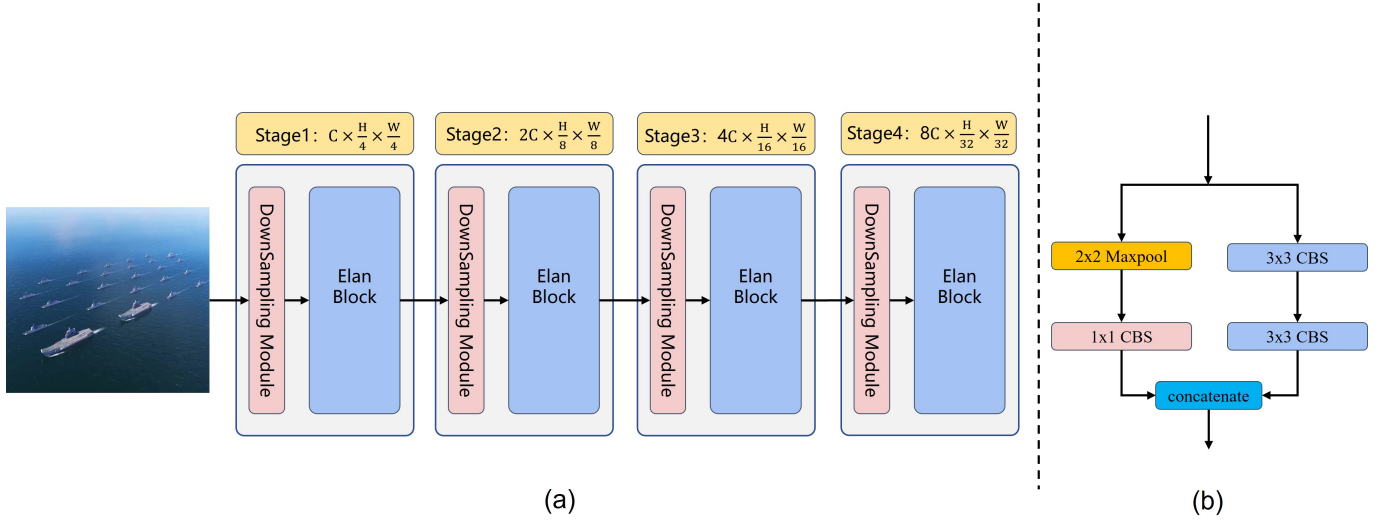 Stage1: C × H/4 × W/4
Stage2: 2C × H/8 × W/8
Stage3: 4C × H/16 × W/16
Stage4: 8C × H/32 × W/32
DownSampling Module
Elan
Block
DownSampling Module
Elan
Block
DownSampling Module
Elan
Block
DownSampling Module
Elan
Block
(a)
2x2 Maxpool
3x3 CBS
1x1 CBS
3x3 CBS
concatenate
(b)